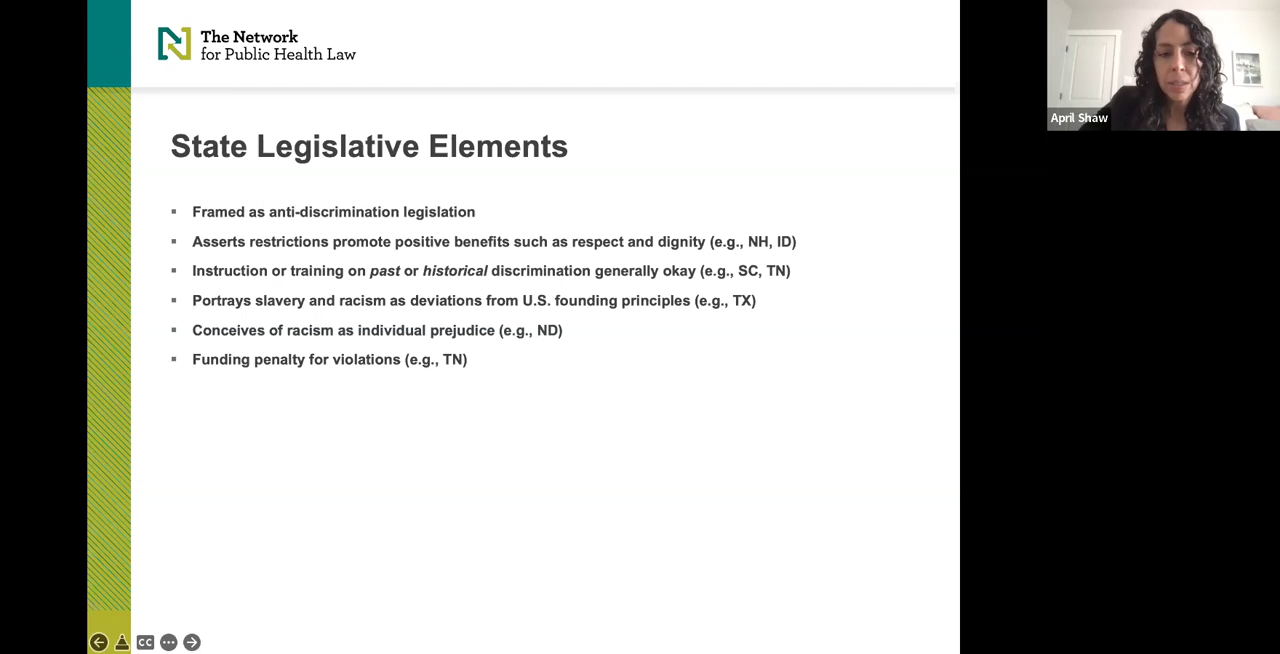 The Network
for Public Health Law
April Shaw
State Legislative Elements
Framed as anti-discrimination legislation
Asserts restrictions promote positive benefits such as respect and dignity (e.g., NH, ID)
Instruction or training on past or historical discrimination generally okay (e.g., SC, TN)
Portrays slavery and racism as deviations from U.S. founding principles (e.g., TX)
Conceives of racism as individual prejudice (e.g., ND)
Funding penalty for violations (e.g., TN)
CC